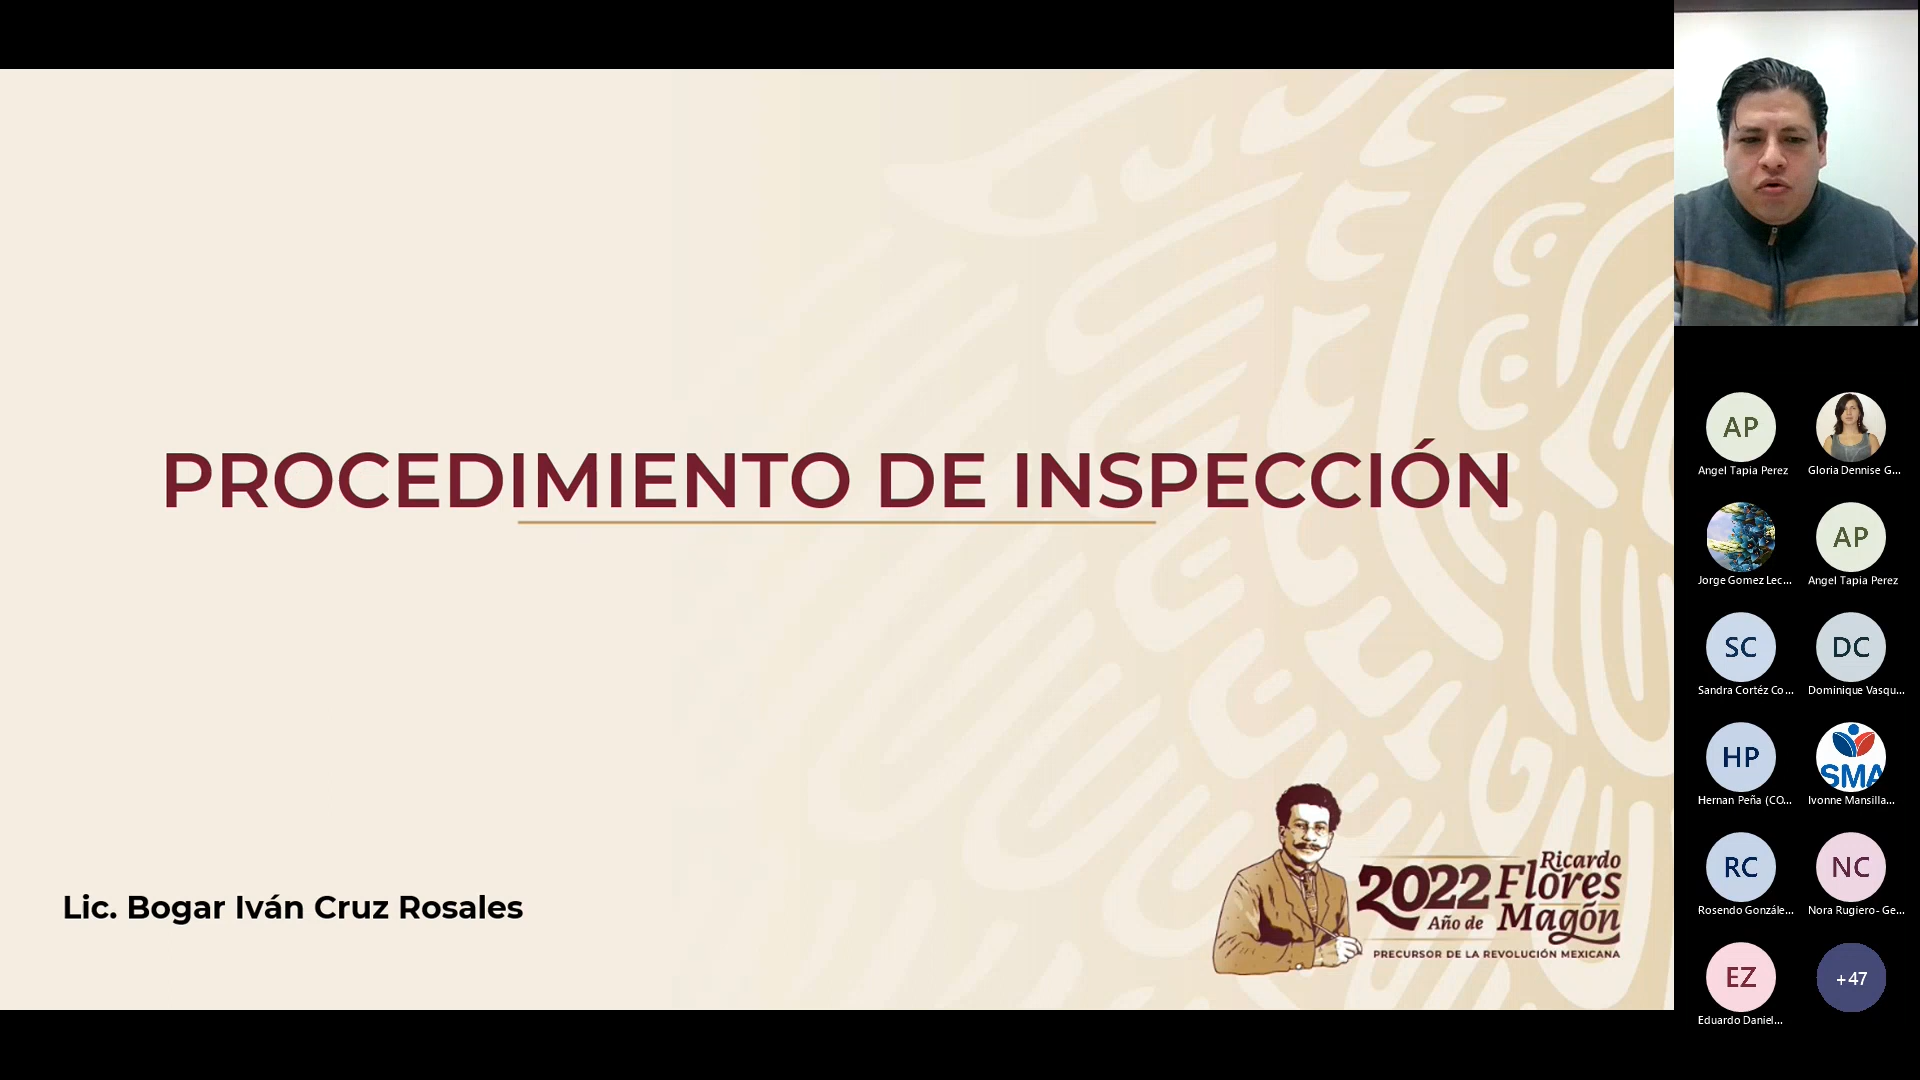 PROCEDIMIENTO DE INSPECCIÓN
Lic. Bogar Iván Cruz Rosales
2022
Año de
Ricardo
Flores
Magón
PRECURSOR DE LA REVOLUCIÓN MEXICANA
AP
Angel Tapia Perez
Gloria Dennise G...
Jorge Gomez Lec...
AP
Angel Tapia Perez
SC
Sandra Cortéz Co...
DC
Dominique Vasqu...
HP
Hernan Peña (CO...
SMA
Ivonne Mansilla...
RC
Rosendo Gonzále...
NC
Nora Rugiero- Ge...
EZ
Eduardo Daniel...
+47